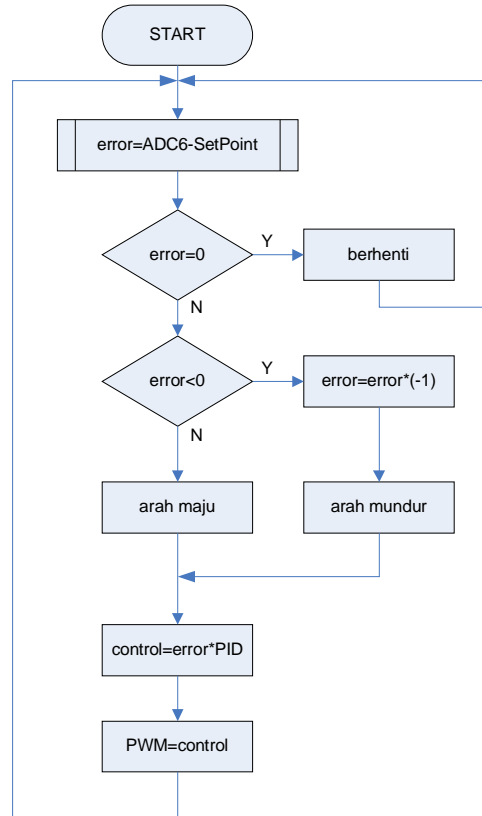 START
error=ADC6-SetPoint
error=0
Y
berhenti
N
error<0
Y
error=error*(-1)
N
arah maju
arah mundur
control=error*PID
PWM=control